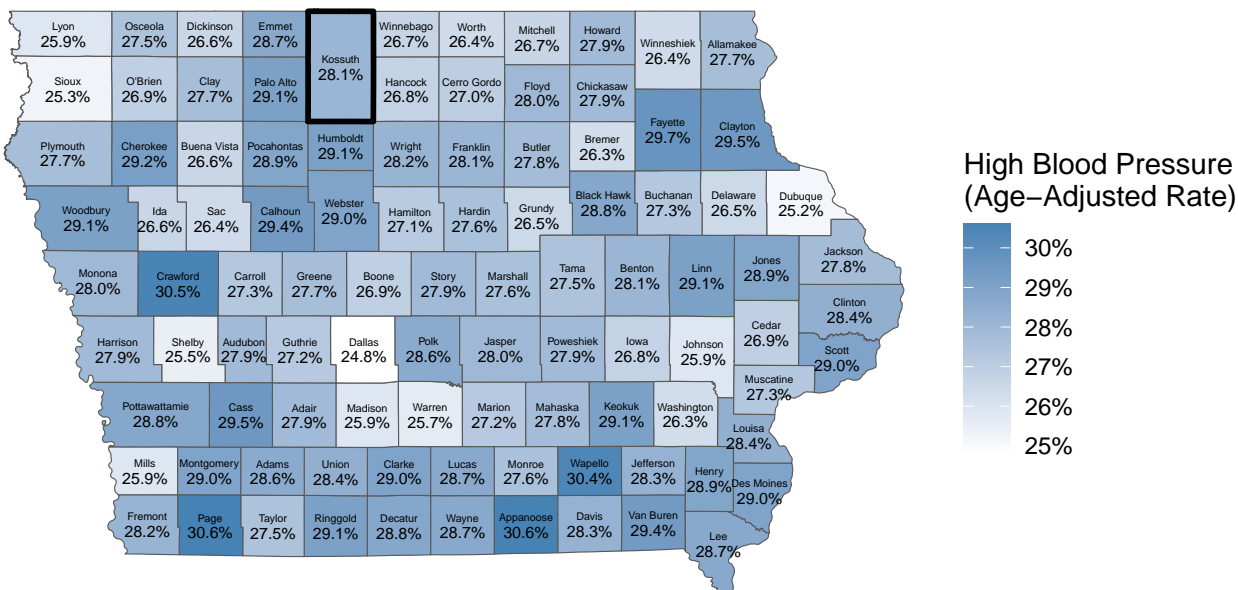 Lyon
25.9%
Osceola
27.5%
Dickinson
26.6%
Emmet
28.7%
Kossuth
28.1%
Winnebago
26.7%
Worth
26.4%
Mitchell
26.7%
Howard
27.9%
Winneshiek
26.4%
Allamakee
27.7%
Sioux
25.3%
O'Brien
26.9%
Clay
27.7%
Palo Alto
29.1%
Hancock
26.8%
Cerro Gordo
27.0%
Floyd
28.0%
Chickasaw
27.9%
Fayette
29.7%
Clayton
29.5%
Plymouth
27.7%
Cherokee
29.2%
Buena Vista
26.6%
Pocahontas
28.9%
Humboldt
29.1%
Wright
28.2%
Franklin
28.1%
Butler
27.8%
Bremer
26.3%
Woodbury
29.1%
Ida
26.6%
Sac
26.4%
Calhoun
29.4%
Webster
29.0%
Hamilton
27.1%
Hardin
27.6%
Grundy
26.5%
Black Hawk
28.8%
Buchanan
27.3%
Delaware
26.5%
Dubuque
25.2%
Monona
28.0%
Crawford
30.5%
Carroll
27.3%
Greene
27.7%
Boone
26.9%
Story
27.9%
Marshall
27.6%
Tama
27.5%
Benton
28.1%
Linn
29.1%
Jones
28.9%
Jackson
27.8%
Clinton
28.4%
Harrison
27.9%
Shelby
25.5%
Audubon
27.9%
Guthrie
27.2%
Dallas
24.8%
Polk
28.6%
Jasper
28.0%
Poweshiek
27.9%
Iowa
26.8%
Johnson
25.9%
Cedar
26.9%
Scott
29.0%
Muscatine
27.3%
Pottawattamie
28.8%
Cass
29.5%
Adair
27.9%
Madison
25.9%
Warren
25.7%
Marion
27.2%
Mahaska
27.8%
Keokuk
29.1%
Washington
26.3%
Louisa
28.4%
Mills
25.9%
Montgomery
29.0%
Adams
28.6%
Union
28.4%
Clarke
29.0%
Lucas
28.7%
Monroe
27.6%
Wapello
30.4%
Jefferson
28.3%
Henry
28.9%
Des Moines
29.0%
Fremont
28.2%
Page
30.6%
Taylor
27.5%
Ringgold
29.1%
Decatur
28.8%
Wayne
28.7%
Appanoose
30.6%
Davis
28.3%
Van Buren
29.4%
Lee
28.7%
High Blood Pressure
(Age−Adjusted Rate)
30%
29%
28%
27%
26%
25%